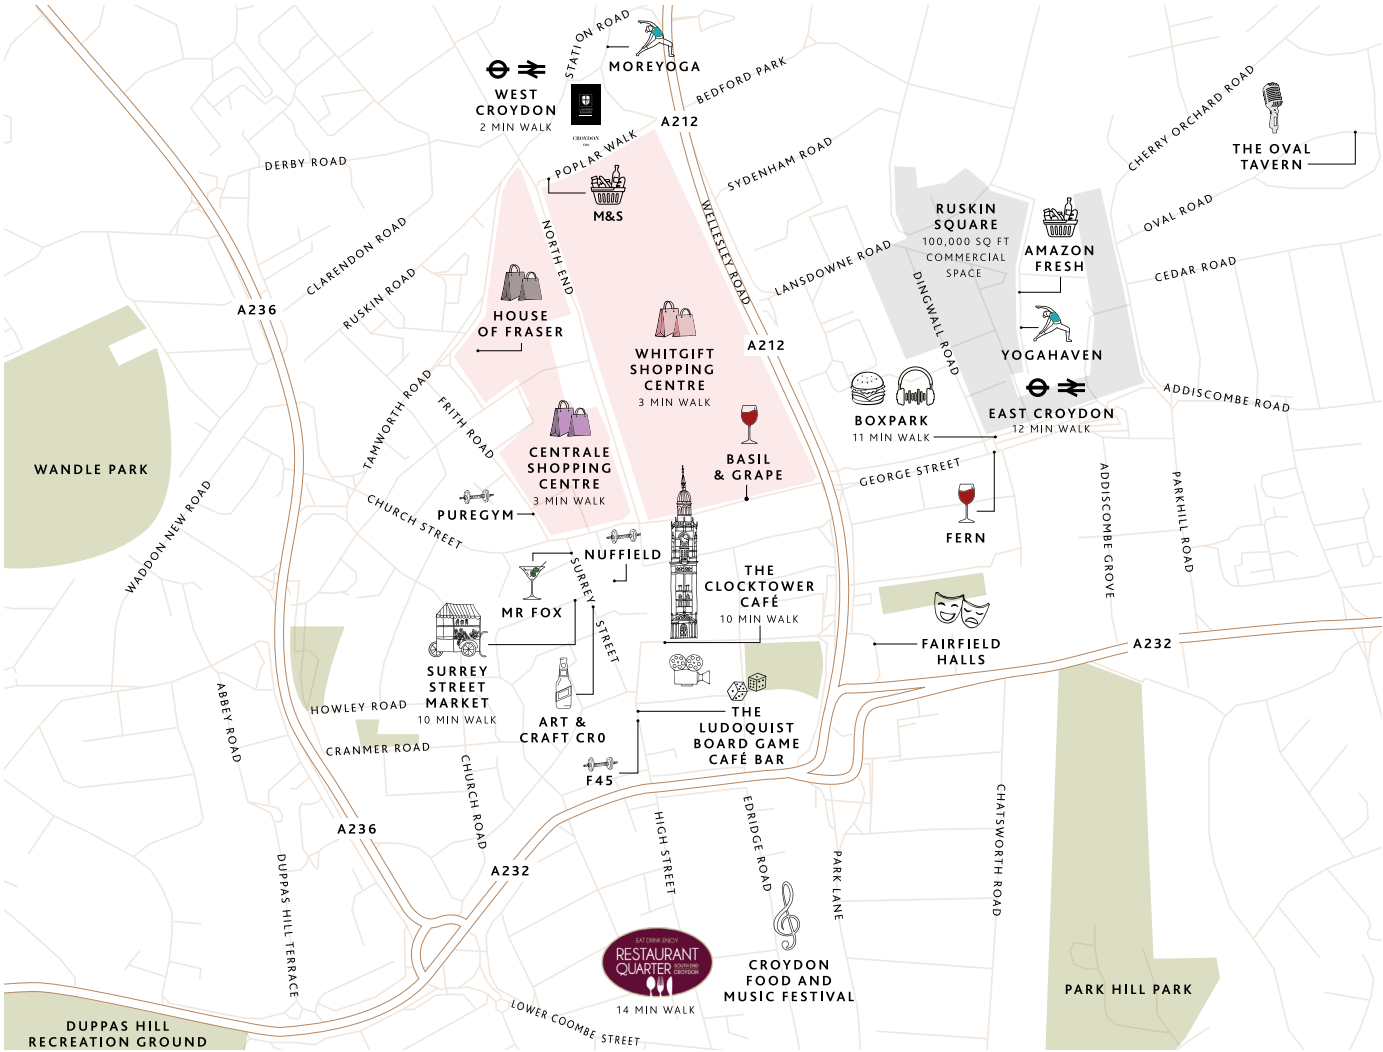 STATION ROAD
MOREYOGA
WEST
CROYDON
2 MIN WALK
CROYDON
CR0
POPLAR WALK
A212
BEDFORD PARK
SYDENHAM ROAD
DERBY ROAD
M&S
NORTH END
WELLESLEY ROAD
CLARENDON ROAD
RUSKIN ROAD
A236
HOUSE
OF FRASER
WHITGIFT
SHOPPING
CENTRE
3 MIN WALK
A212
LANSDOWNE ROAD
DINGWALL ROAD
RUSKIN
SQUARE
100,000 SQ FT
COMMERCIAL
SPACE
AMAZON
FRESH
YOGAHAVEN
CHERRY ORCHARD ROAD
THE OVAL
TAVERN
OVAL ROAD
CEDAR ROAD
ADDISCOMBE ROAD
EAST CROYDON
12 MIN WALK
BOXPARK
11 MIN WALK
GEORGE STREET
FERN
ADDISCOMBE GROVE
PARKHILL ROAD
TAMWORTH ROAD
FRITH ROAD
CENTRALE
SHOPPING
CENTRE
3 MIN WALK
BASIL
& GRAPE
WANDLE PARK
WADDON NEW ROAD
CHURCH STREET
PUREGYM
NUFFIELD
MR FOX
SURREY STREET
THE
CLOCKTOWER
CAFÉ
10 MIN WALK
FAIRFIELD
HALLS
A232
SURREY
STREET
MARKET
10 MIN WALK
ART &
CRAFT CR0
THE
LUDOQUIST
BOARD GAME
CAFÉ BAR
F45
ABBEY ROAD
HOWLEY ROAD
CRANMER ROAD
CHURCH ROAD
A236
A232
DUPPAS HILL TERRACE
HIGH STREET
EDRIDGE ROAD
PARK LANE
CHATSWORTH ROAD
EAT DRINK ENJOY
RESTAURANT
QUARTER
SOUTH END
CROYDON
14 MIN WALK
CROYDON
FOOD AND
MUSIC FESTIVAL
PARK HILL PARK
LOWER COOMBE STREET
DUPPAS HILL
RECREATION GROUND